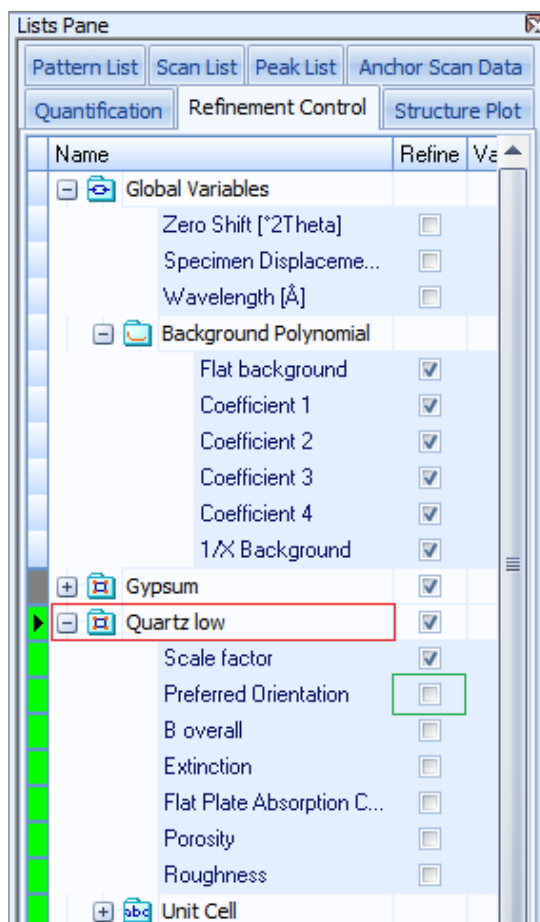 Lists Pane
Pattern List Scan List Peak List Anchor Scan Data
Quantification Refinement Control Structure Plot
Name Refine Va
Global Variables
Zero Shift [°2Theta]
Specimen Displaceme...
Wavelength [Å]
Background Polynomial
Flat background
Coefficient 1
Coefficient 2
Coefficient 3
Coefficient 4
1/X Background
Gypsum
Quartz low
Scale factor
Preferred Orientation
B overall
Extinction
Flat Plate Absorption C...
Porosity
Roughness
abc Unit Cell